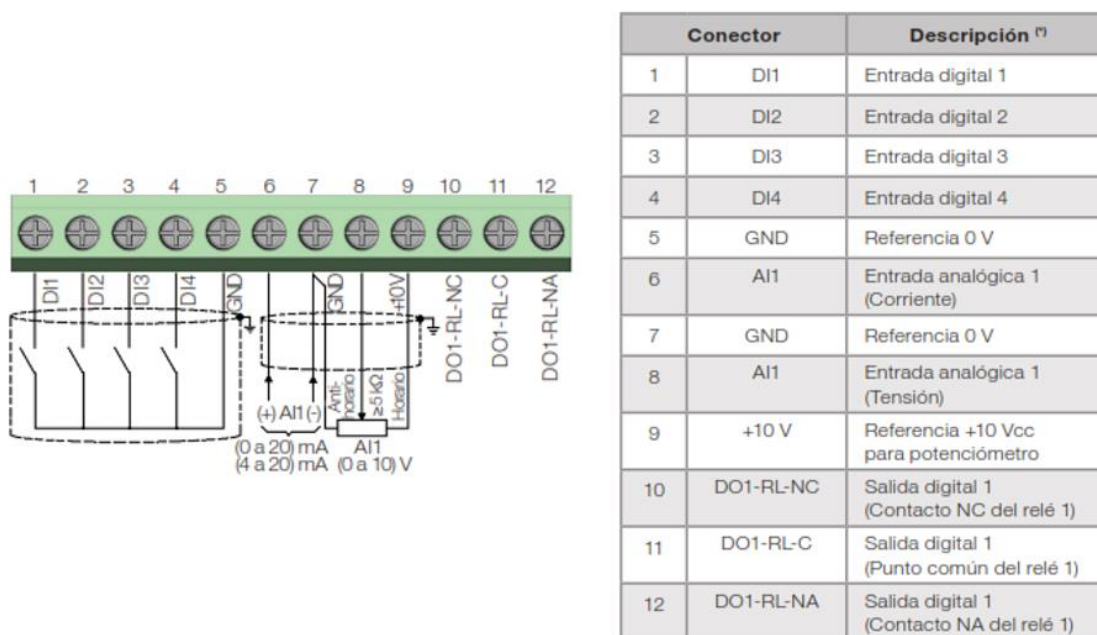 1 2 3 4 5 6 7 8 9 10 11 12
DI1
DI2
DI3
DI4
GND
GND
+10V
DO1-RL-NC
DO1-RL-C
DO1-RL-NA
Anti-
horario
≥5 kΩ
Horario
(+) AI1 (-)
(0 a 20) mA
(4 a 20) mA
AI1
(0 a 10) V
Conector Descripción (*)
1 DI1 Entrada digital 1
2 DI2 Entrada digital 2
3 DI3 Entrada digital 3
4 DI4 Entrada digital 4
5 GND Referencia 0 V
6 AI1 Entrada analógica 1
(Corriente)
7 GND Referencia 0 V
8 AI1 Entrada analógica 1
(Tensión)
9 +10 V Referencia +10 Vcc
para potenciómetro
10 DO1-RL-NC Salida digital 1
(Contacto NC del relé 1)
11 DO1-RL-C Salida digital 1
(Punto común del relé 1)
12 DO1-RL-NA Salida digital 1
(Contacto NA del relé 1)